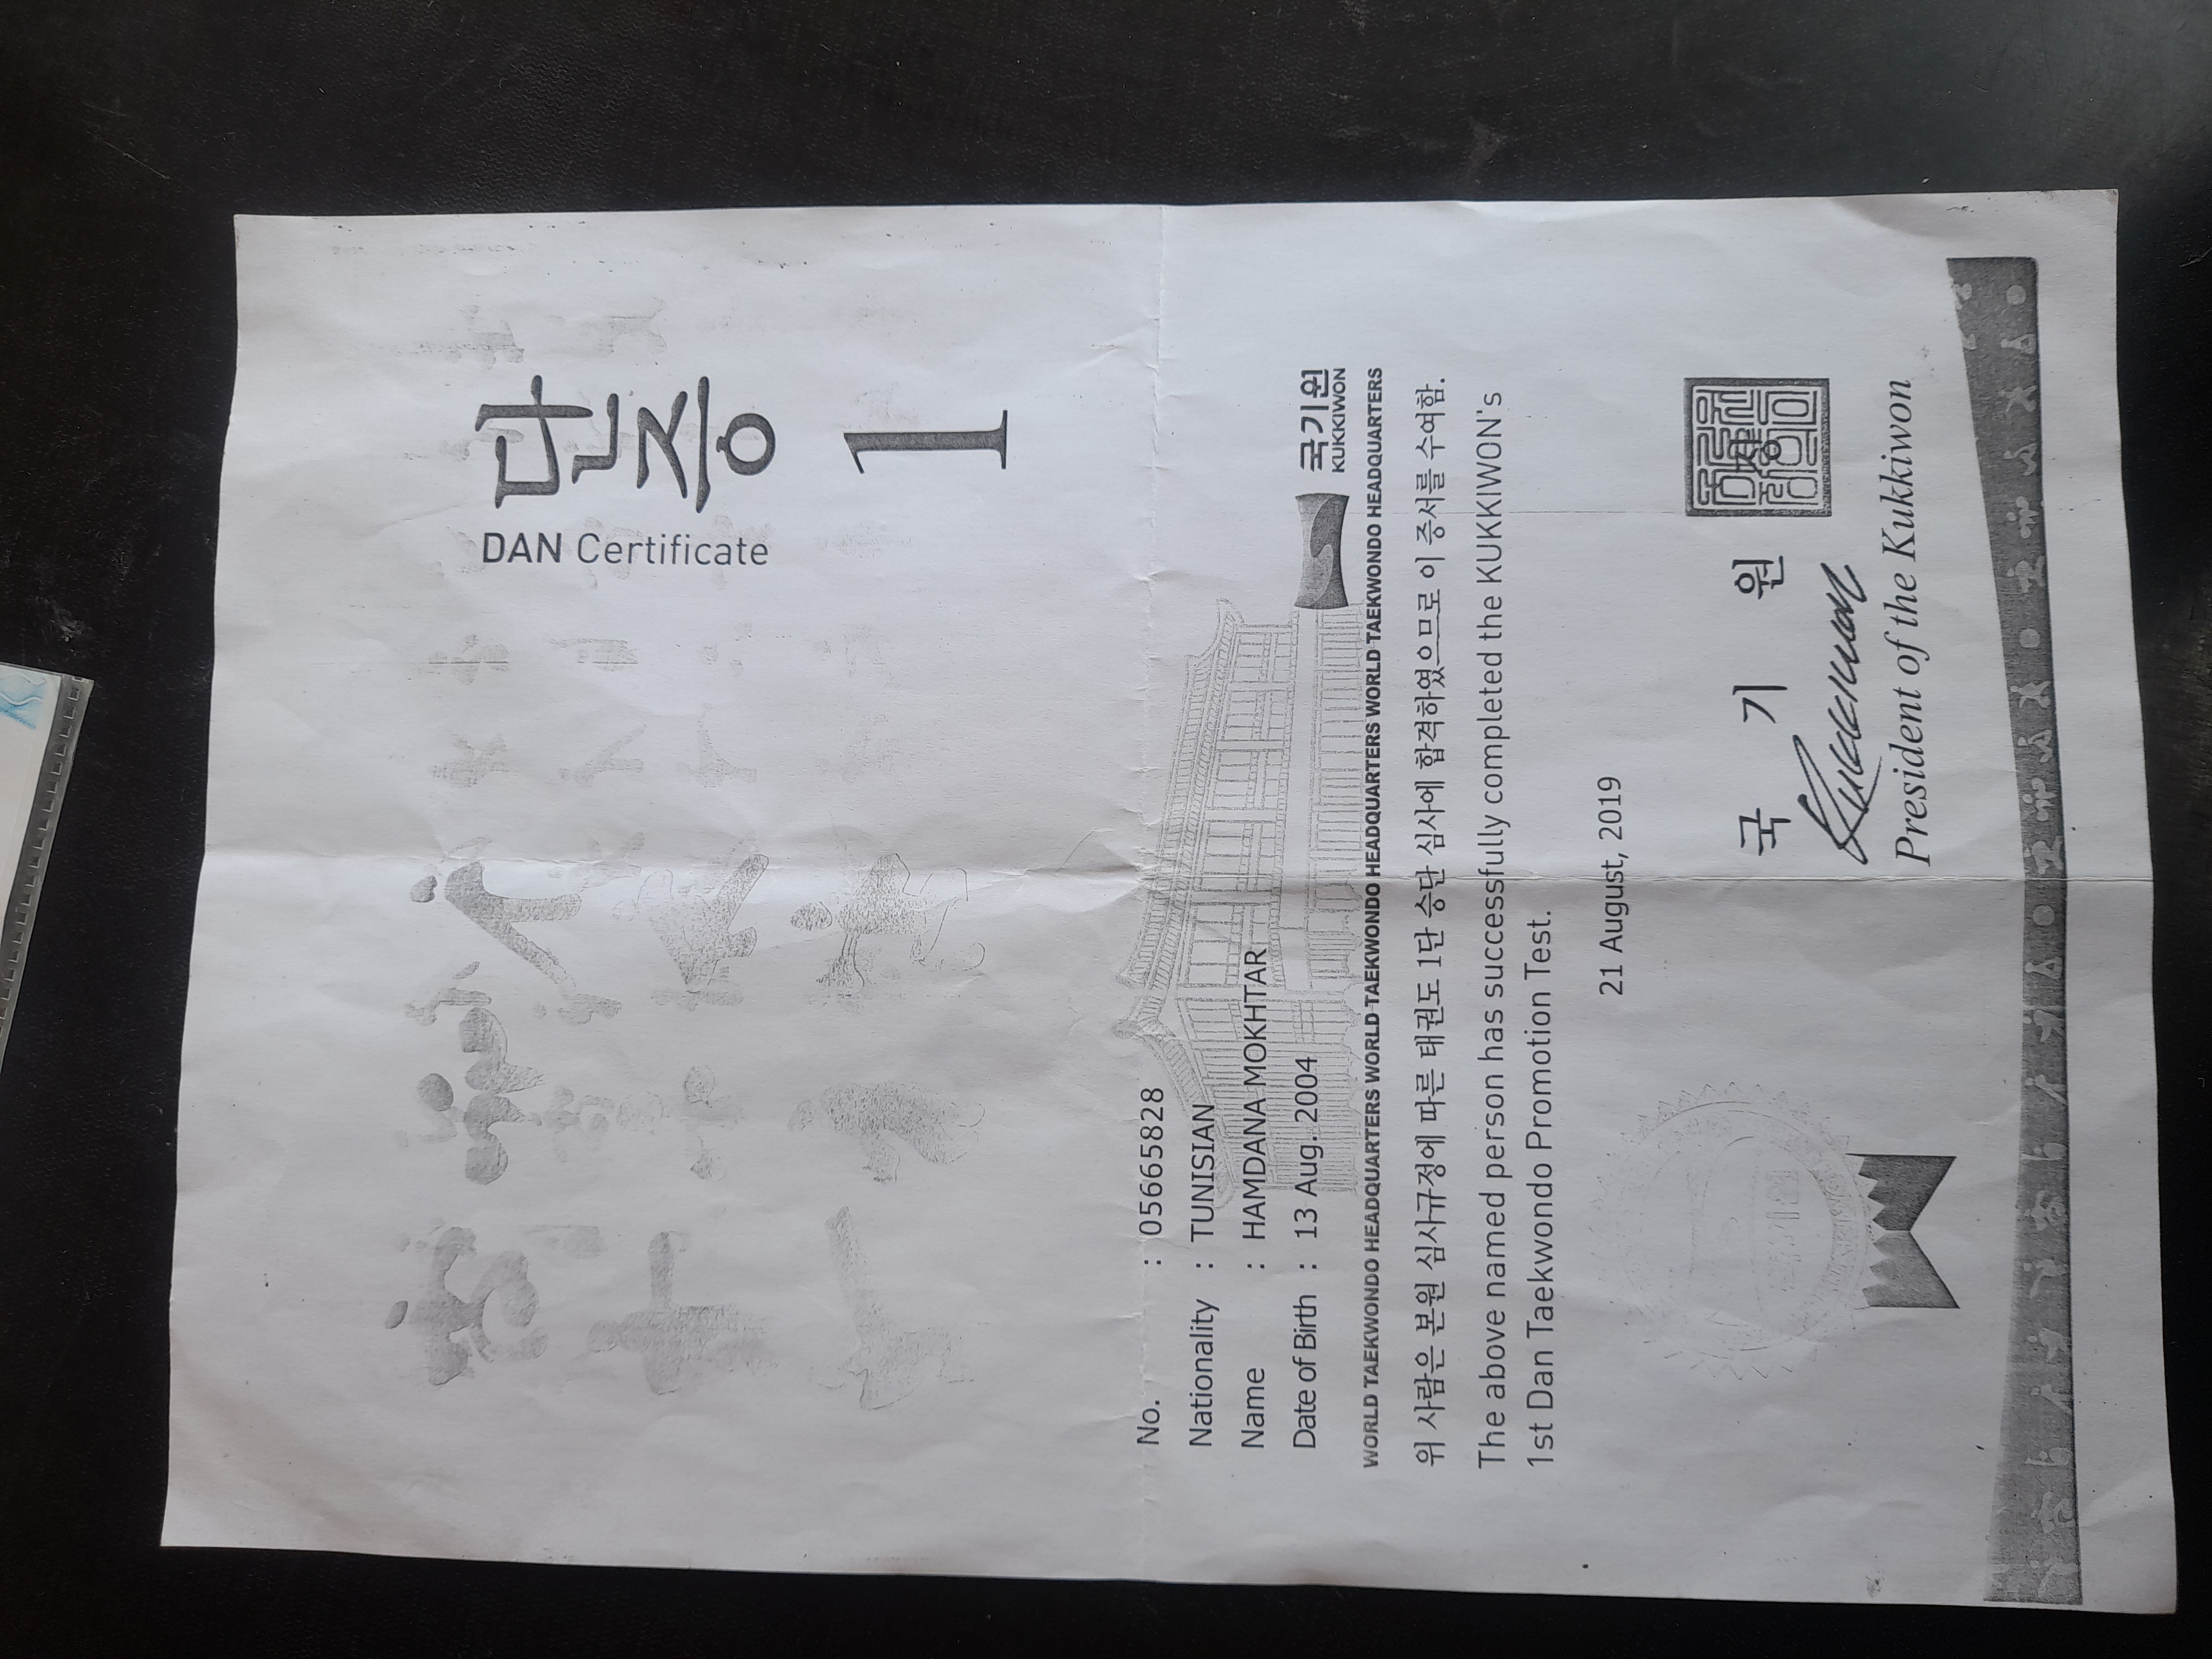 단증
DAN Certificate
1
No. : 05665828
Nationality : TUNISIAN
Name : HAMDANA MOKHTAR
Date of Birth : 13 Aug. 2004
국기원
KUKKIWON
WORLD TAEKWONDO HEADQUARTERS WORLD TAEKWONDO HEADQUARTERS WORLD TAEKWONDO HEADQUARTERS WORLD TAEKWONDO HEADQUARTERS
위 사람은 본원 심사규정에 따른 태권도 1단 승단 심사에 합격하였으므로 이 증서를 수여함.
The above named person has successfully completed the KUKKIWON's
1st Dan Taekwondo Promotion Test.
21 August, 2019
국 기 원
President of the Kukkiwon